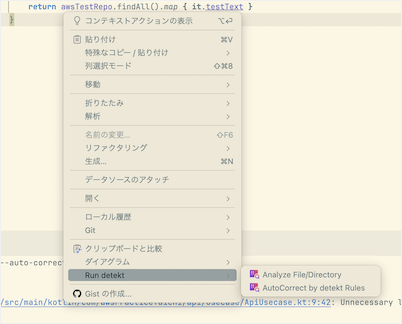 return awsTestRepo.findAll().map { it.testText }
}
コンテキストアクションの表示 ⌥⏎
貼り付け ⌘V
特殊なコピー / 貼り付け >
列選択モード ⇧⌘8
移動 >
折りたたみ >
解析 >
名前の変更... ⇧F6
リファクタリング >
生成... ⌘N
データソースのアタッチ
開く >
ローカル履歴 >
Git >
クリップボードと比較
--auto-correct
ダイアグラム >
Run detekt >
Analyze File/Directory
AutoCorrect by detekt Rules
Gist の作成...
/src/main/kotlin/com/ ApiUsecase.kt:9:42: Unnecessary l